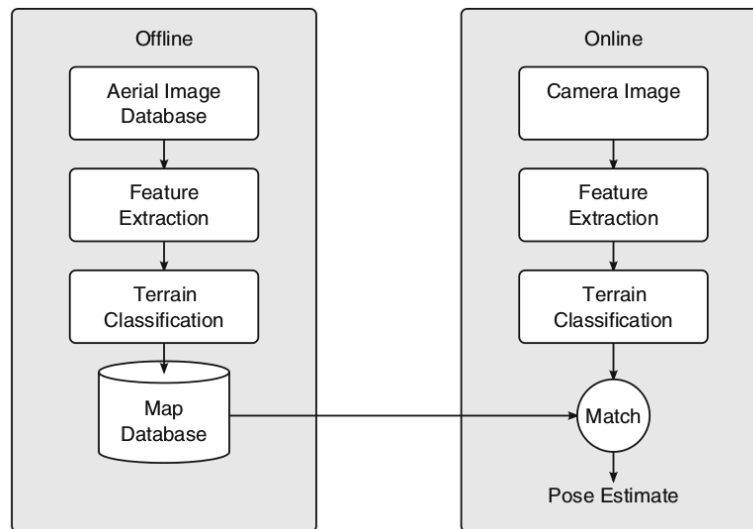 Offline
Aerial Image
Database
Feature
Extraction
Terrain
Classification
Map
Database
Online
Camera Image
Feature
Extraction
Terrain
Classification
Match
Pose Estimate